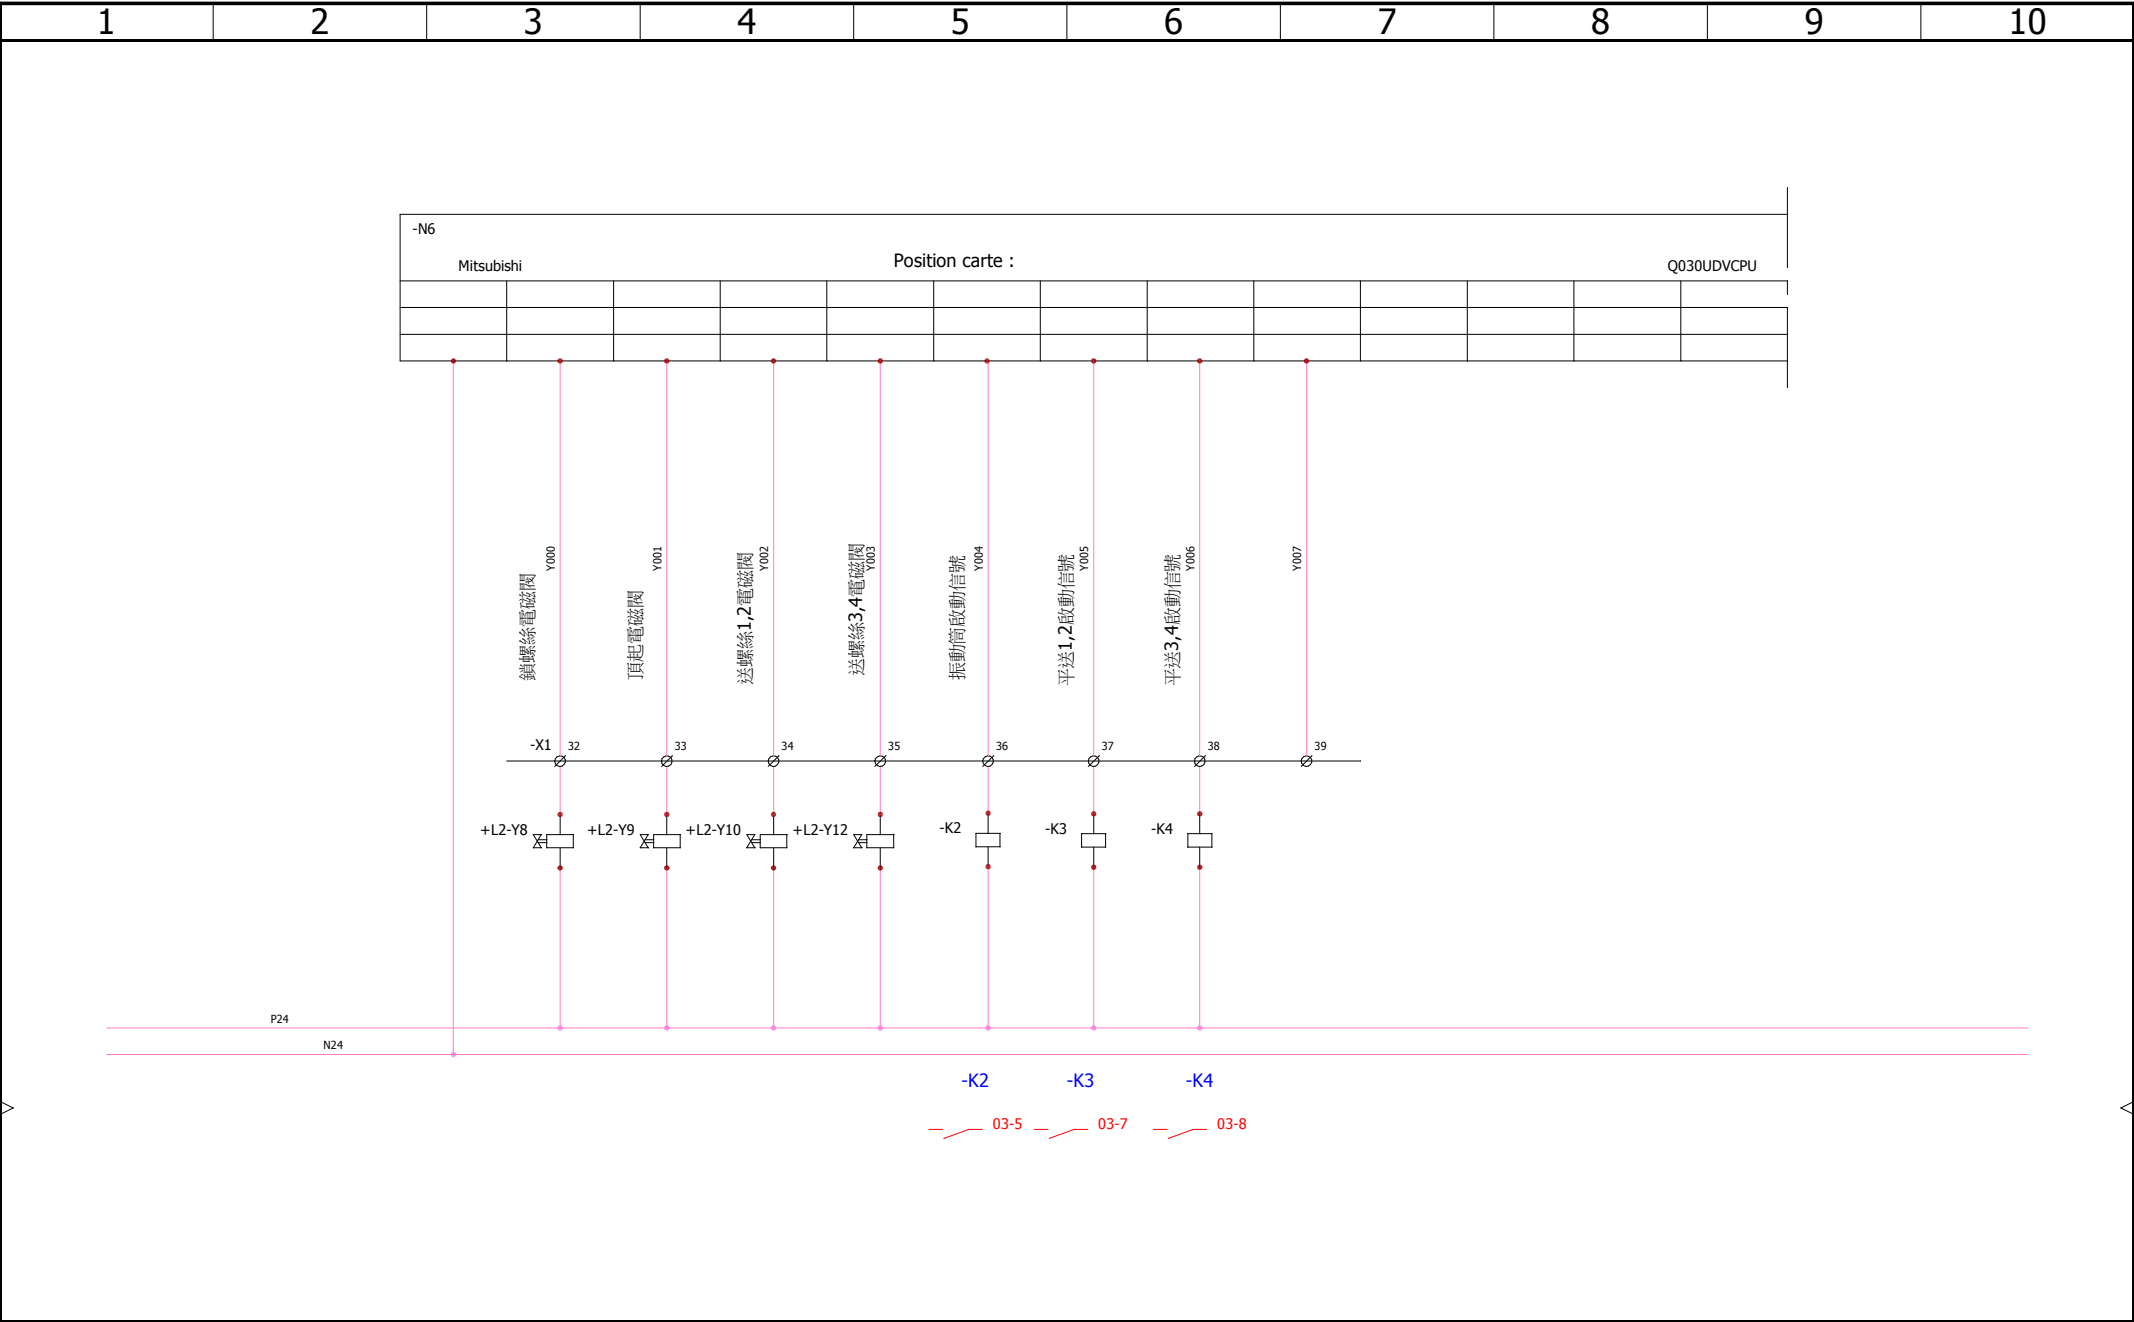 1 2 3 4 5 6 7 8 9 10
-N6
Mitsubishi Position carte : Q030UDVCPU
鎖螺絲電磁閥 Y000
頂起電磁閥 Y001
送螺絲1,2電磁閥 Y002
送螺絲3,4電磁閥 Y003
振動筒啟動信號 Y004
平送1,2啟動信號 Y005
平送3,4啟動信號 Y006
Y007
-X1 32 33 34 35 36 37 38 39
+L2-Y8 +L2-Y9 +L2-Y10 +L2-Y12 -K2 -K3 -K4
P24
N24
-K2 -K3 -K4
03-5 03-7 03-8